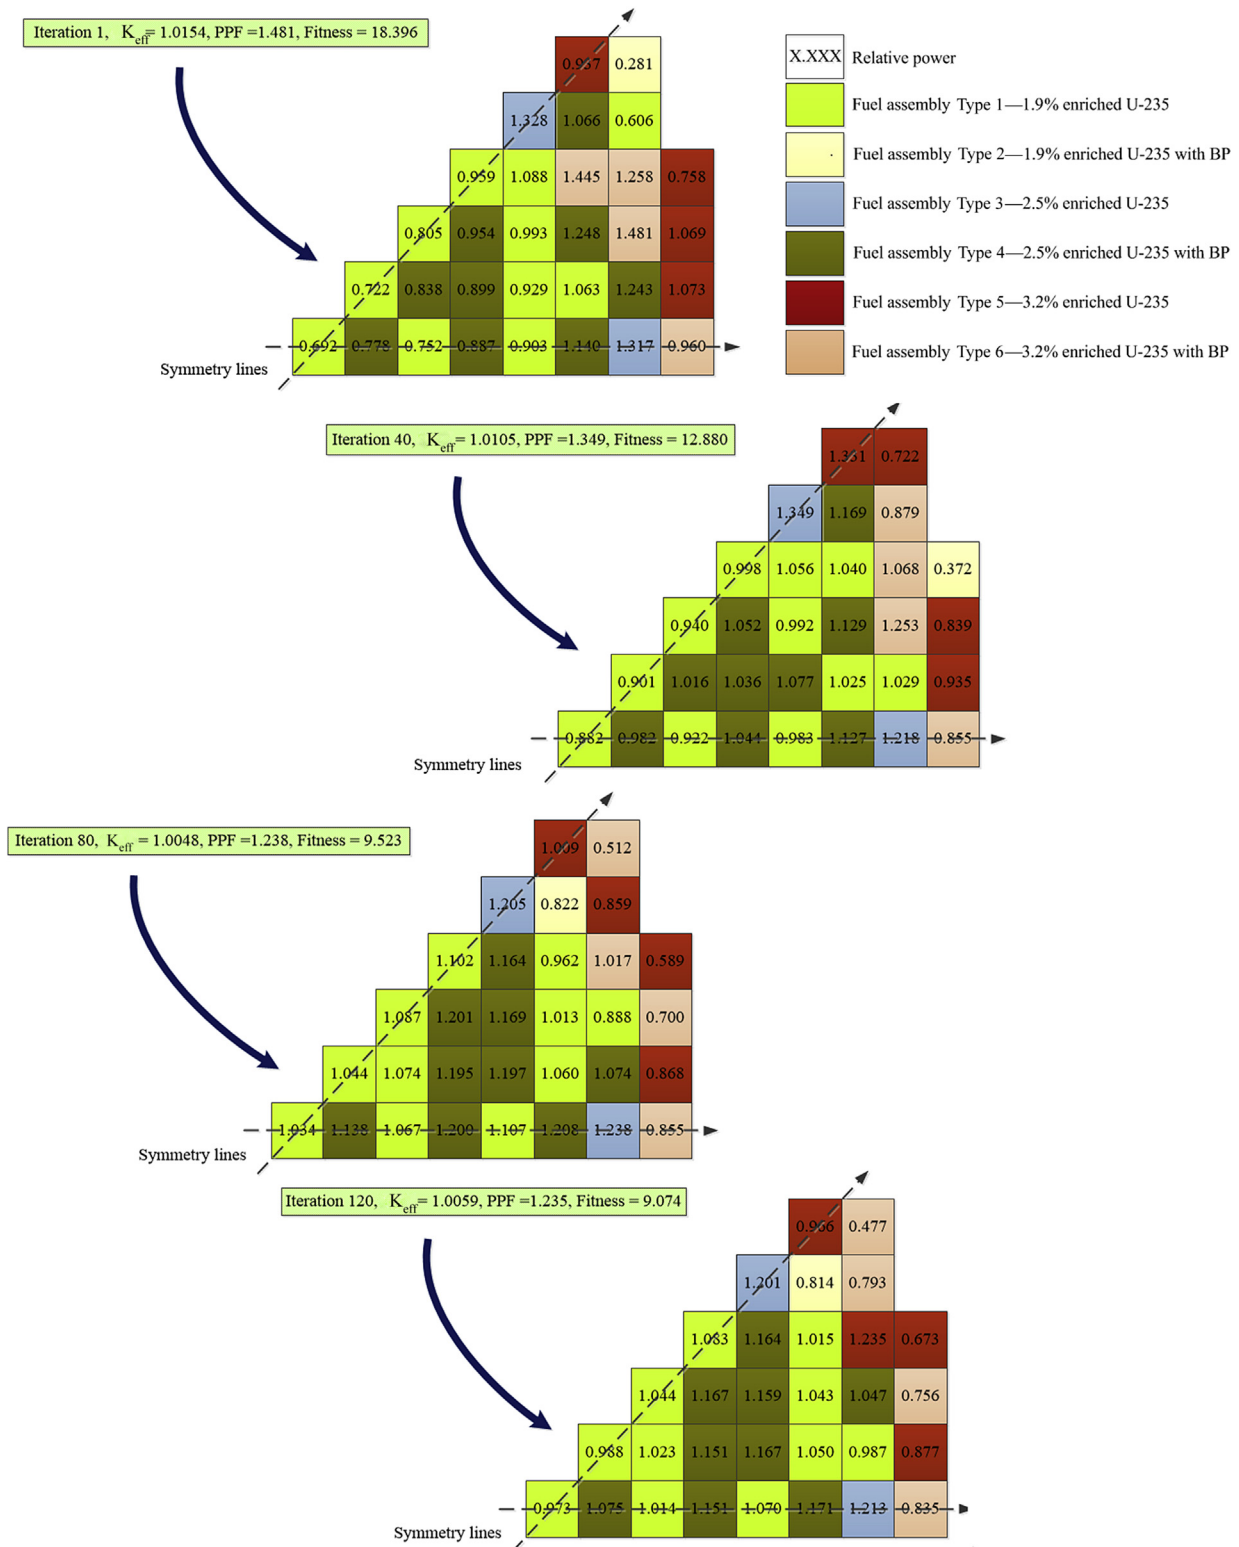 Iteration 1, Keff= 1.0154, PPF =1.481, Fitness = 18.396
0.957 0.281
1.328 1.066 0.606
0.959 1.088 1.445 1.258 0.758
0.805 0.954 0.993 1.248 1.481 1.069
0.722 0.838 0.899 0.929 1.063 1.243 1.073
0.692 0.778 0.752 0.887 0.903 1.140 1.317 0.960
Symmetry lines
X.XXX Relative power
Fuel assembly Type 1—1.9% enriched U-235
Fuel assembly Type 2—1.9% enriched U-235 with BP
Fuel assembly Type 3—2.5% enriched U-235
Fuel assembly Type 4—2.5% enriched U-235 with BP
Fuel assembly Type 5—3.2% enriched U-235
Fuel assembly Type 6—3.2% enriched U-235 with BP
Iteration 40, Keff= 1.0105, PPF =1.349, Fitness = 12.880
0.722
1.349 1.169 0.879
0.998 1.056 1.040 1.068 0.372
0.940 1.052 0.992 1.129 1.253 0.839
0.901 1.016 1.036 1.077 1.025 1.029 0.935
0.882 0.982 0.922 1.044 0.983 1.127 1.218 0.855
Symmetry lines
Iteration 80, Keff = 1.0048, PPF =1.238, Fitness = 9.523
1.009 0.512
1.205 0.822 0.859
1.102 1.164 0.962 1.017 0.589
1.087 1.201 1.169 1.013 0.888 0.700
1.044 1.074 1.195 1.197 1.060 1.074 0.868
1.034 1.138 1.067 1.200 1.107 1.208 1.238 0.855
Symmetry lines
Iteration 120, Keff= 1.0059, PPF =1.235, Fitness = 9.074
0.966 0.477
1.201 0.814 0.793
1.083 1.164 1.015 1.235 0.673
1.044 1.167 1.159 1.043 1.047 0.756
0.988 1.023 1.151 1.167 1.050 0.987 0.877
0.973 1.075 1.014 1.151 1.070 1.171 1.213 0.835
Symmetry lines